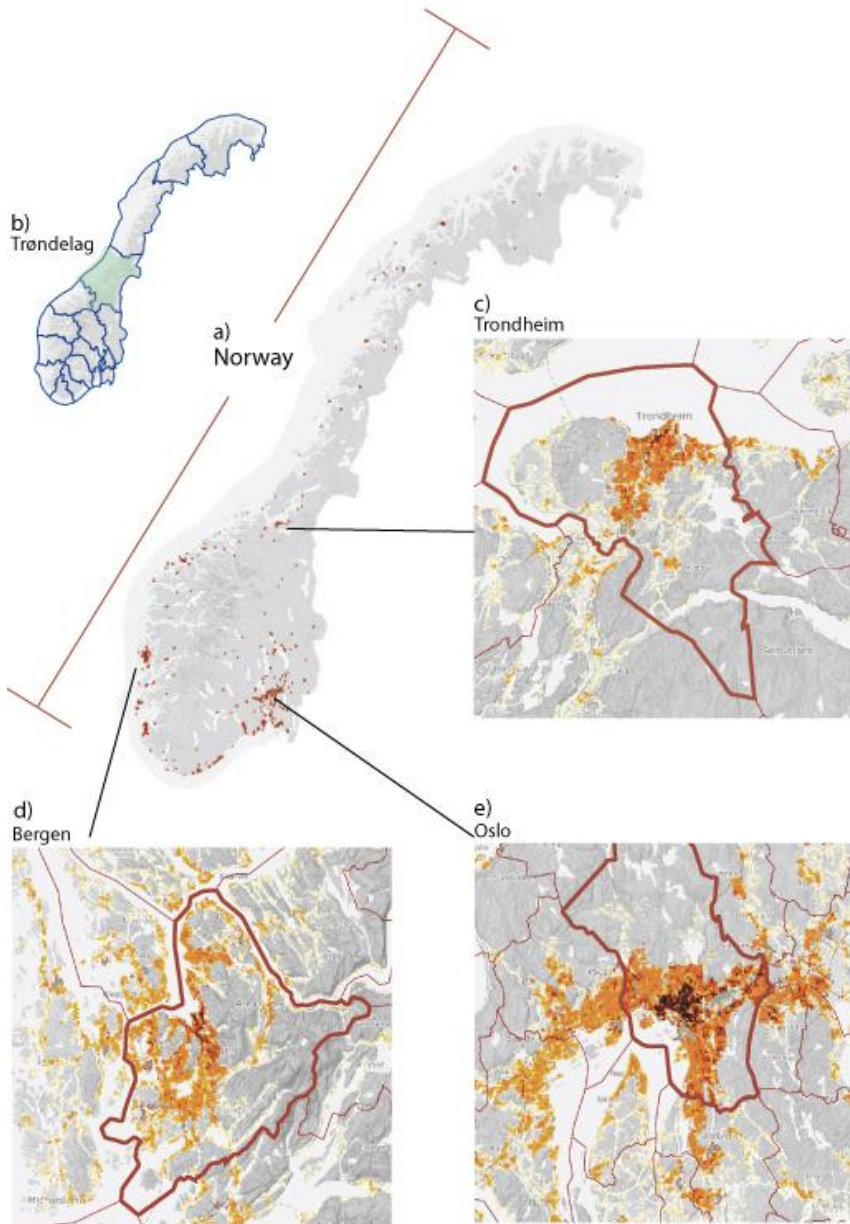 b)
Trøndelag
a)
Norway
c)
Trondheim
Trondheim
d)
Bergen
e)
Oslo